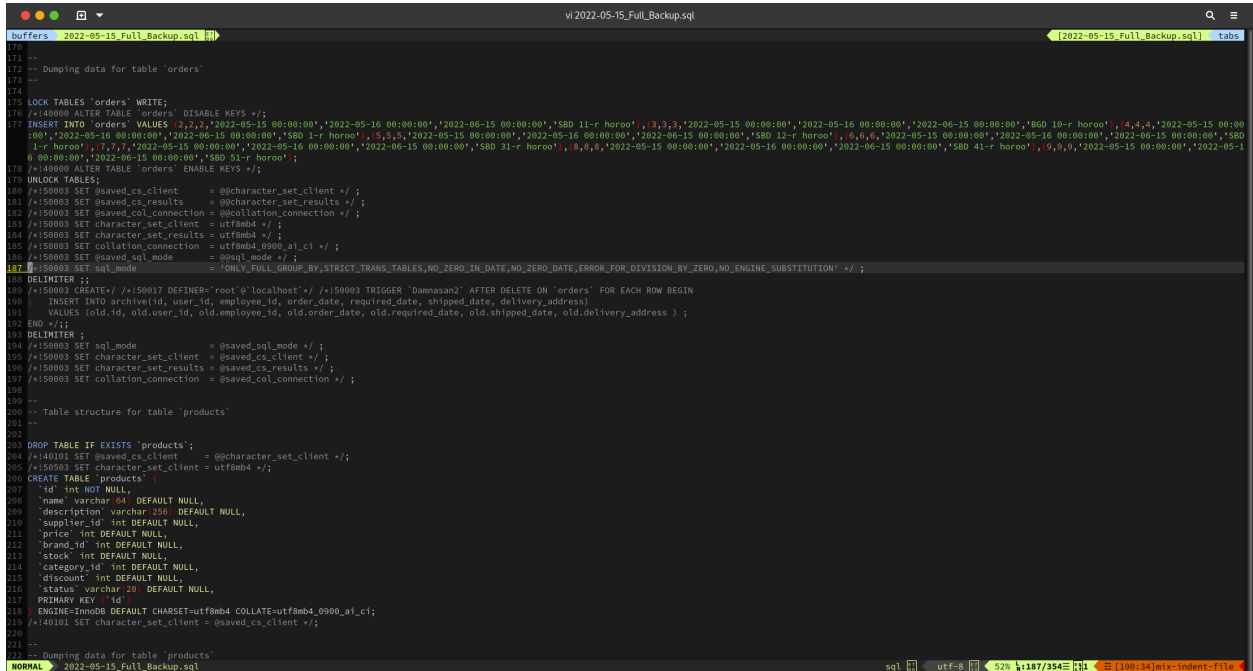 vi 2022-05-15_Full_Backup.sql
buffers 2022-05-15_Full_Backup.sql [2022-05-15_Full_Backup.sql] tabs
170
171 --
172 -- Dumping data for table `orders`
173 --
174
175 LOCK TABLES `orders` WRITE;
176 /*!40000 ALTER TABLE `orders` DISABLE KEYS */;
177 INSERT INTO `orders` VALUES (2,2,2,'2022-05-15 00:00:00','2022-05-16 00:00:00','2022-06-15 00:00:00','SBD 11-r horoo'),(3,3,3,'2022-05-15 00:00:00','2022-05-16 00:00:00','2022-06-15 00:00:00','BGD 10-r horoo'),(4,4,4,'2022-05-15 00:00
:00','2022-05-16 00:00:00','2022-06-15 00:00:00','SBD 1-r horoo'),(5,5,5,'2022-05-15 00:00:00','2022-05-16 00:00:00','2022-06-15 00:00:00','SBD 12-r horoo'),(6,6,6,'2022-05-15 00:00:00','2022-05-16 00:00:00','2022-06-15 00:00:00','SBD
1-r horoo'),(7,7,7,'2022-05-15 00:00:00','2022-05-16 00:00:00','2022-06-15 00:00:00','SBD 31-r horoo'),(8,8,8,'2022-05-15 00:00:00','2022-05-16 00:00:00','2022-06-15 00:00:00','SBD 41-r horoo'),(9,9,9,'2022-05-15 00:00:00','2022-05-1
6 00:00:00','2022-06-15 00:00:00','SBD 51-r horoo');
178 /*!40000 ALTER TABLE `orders` ENABLE KEYS */;
179 UNLOCK TABLES;
180 /*!50003 SET @saved_cs_client      = @@character_set_client */ ;
181 /*!50003 SET @saved_cs_results     = @@character_set_results */ ;
182 /*!50003 SET @saved_col_connection = @@collation_connection */ ;
183 /*!50003 SET character_set_client  = utf8mb4 */ ;
184 /*!50003 SET character_set_results = utf8mb4 */ ;
185 /*!50003 SET collation_connection  = utf8mb4_0900_ai_ci */ ;
186 /*!50003 SET @saved_sql_mode       = @@sql_mode */ ;
187 /*!50003 SET sql_mode              = 'ONLY_FULL_GROUP_BY,STRICT_TRANS_TABLES,NO_ZERO_IN_DATE,NO_ZERO_DATE,ERROR_FOR_DIVISION_BY_ZERO,NO_ENGINE_SUBSTITUTION' */ ;
188 DELIMITER ;;
189 /*!50003 CREATE*/ /*!50017 DEFINER=`root`@`localhost`*/ /*!50003 TRIGGER `Damnasan2` AFTER DELETE ON `orders` FOR EACH ROW BEGIN
190 |   INSERT INTO archive(id, user_id, employee_id, order_date, required_date, shipped_date, delivery_address)
191     VALUES (old.id, old.user_id, old.employee_id, old.order_date, old.required_date, old.shipped_date, old.delivery_address ) ;
192 END */;;
193 DELIMITER ;
194 /*!50003 SET sql_mode              = @saved_sql_mode */ ;
195 /*!50003 SET character_set_client  = @saved_cs_client */ ;
196 /*!50003 SET character_set_results = @saved_cs_results */ ;
197 /*!50003 SET collation_connection  = @saved_col_connection */ ;
198
199 --
200 -- Table structure for table `products`
201 --
202
203 DROP TABLE IF EXISTS `products`;
204 /*!40101 SET @saved_cs_client     = @@character_set_client */;
205 /*!50503 SET character_set_client = utf8mb4 */;
206 CREATE TABLE `products` (
207   `id` int NOT NULL,
208   `name` varchar(64) DEFAULT NULL,
209   `description` varchar(256) DEFAULT NULL,
210   `supplier_id` int DEFAULT NULL,
211   `price` int DEFAULT NULL,
212   `brand_id` int DEFAULT NULL,
213   `stock` int DEFAULT NULL,
214   `category_id` int DEFAULT NULL,
215   `discount` int DEFAULT NULL,
216   `status` varchar(20) DEFAULT NULL,
217   PRIMARY KEY (`id`)
218 ) ENGINE=InnoDB DEFAULT CHARSET=utf8mb4 COLLATE=utf8mb4_0900_ai_ci;
219 /*!40101 SET character_set_client = @saved_cs_client */;
220
221 --
222 -- Dumping data for table `products`
NORMAL 2022-05-15_Full_Backup.sql sql utf-8 52% :187/354 :1 [190:34]mix-indent-file